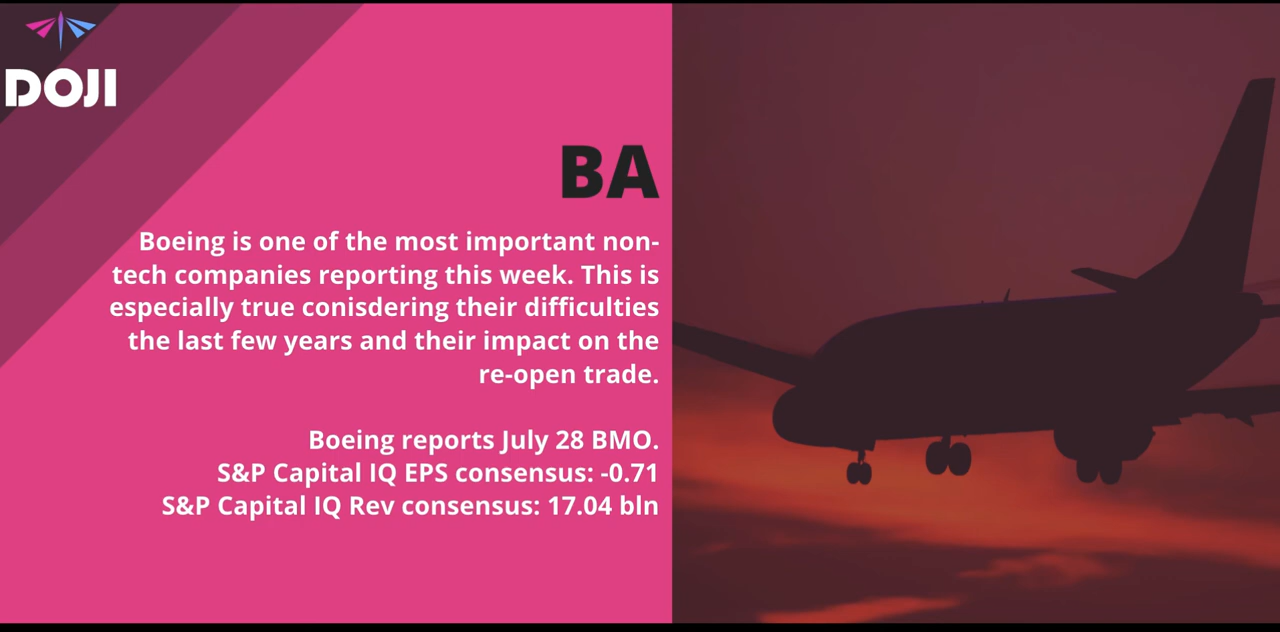 DOJI
BA
Boeing is one of the most important non-
tech companies reporting this week. This is
especially true conisdering their difficulties
the last few years and their impact on the
re-open trade.
Boeing reports July 28 BMO.
S&P Capital IQ EPS consensus: -0.71
S&P Capital IQ Rev consensus: 17.04 bln